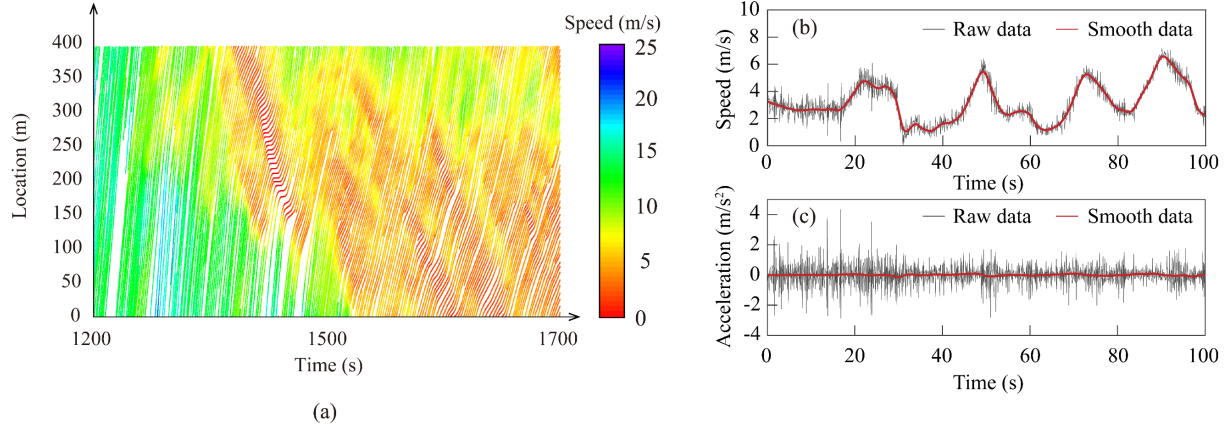 Speed (m/s)
400
350
300
250
200
150
100
50
0
Location (m)
1200
1500
1700
Time (s)
25
20
15
10
5
0
(a)
(b)
Raw data
Smooth data
10
8
6
4
2
0
Speed (m/s)
0 20 40 60 80 100
Time (s)
(c)
Raw data
Smooth data
4
2
0
-2
-4
Acceleration (m/s²)
0 20 40 60 80 100
Time (s)